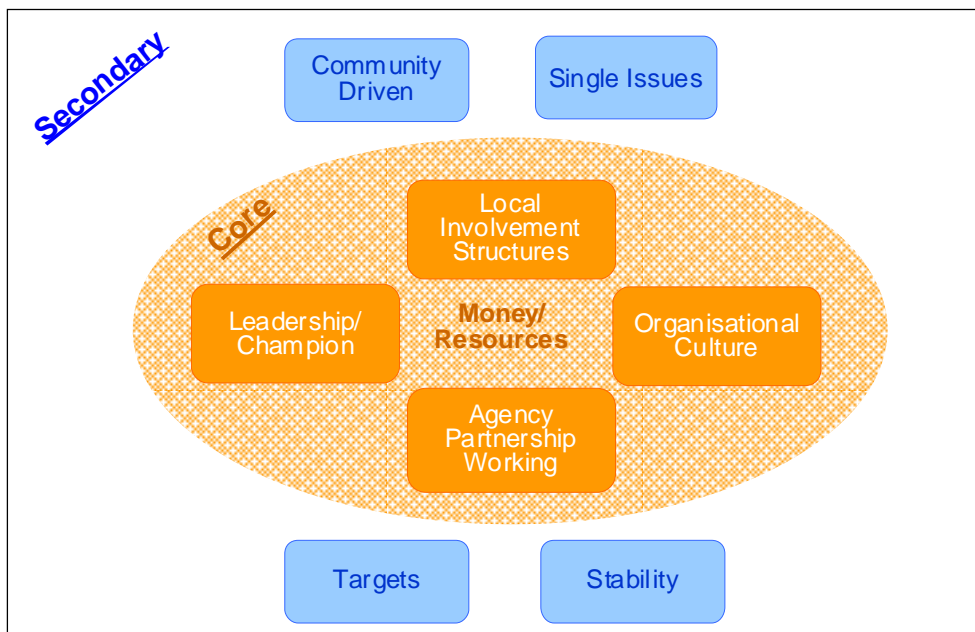 Secondary
Community
Driven
Single Issues
Core
Local
Involvement
Structures
Leadership/
Champion
Money/
Resources
Organisational
Culture
Agency
Partnership
Working
Targets
Stability